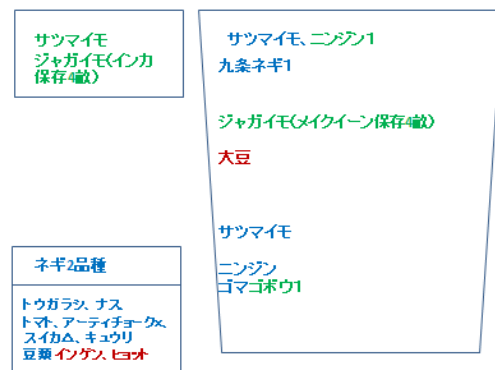 サツマイモ
ジャガイモ(インカ
保存4畝)
サツマイモ、ニンジン1
九条ネギ1
ジャガイモ(メイクイーン保存4畝)
大豆
サツマイモ
ニンジン
ゴマゴボウ1
ネギ2品種
トウガラシ、ナス
トマト、アーティチョークx、
スイカ△、キュウリ
豆類インゲン、ヒヨット